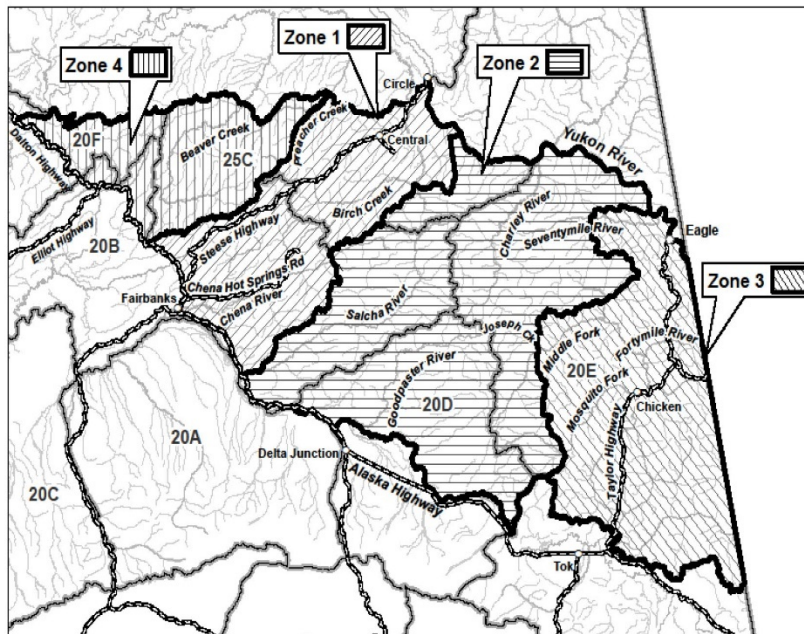 Zone 4
Zone 1
Zone 2
Circle
Preacher Creek
Central
Beaver Creek
20F
25C
Dalton Highway
Yukon River
Birch Creek
Charley River
Seventymile River
Eagle
Elliot Highway
20B
Steese Highway
Chena Hot Springs Rd
Zone 3
Fairbanks
Chena River
Salcha River
Joseph Ck
Middle Fork
Fortymile River
20E
Mosquito Fork
Goodpaster River
20D
Chicken
20A
Taylor Highway
Delta Junction
Alaska Highway
20C
Tok